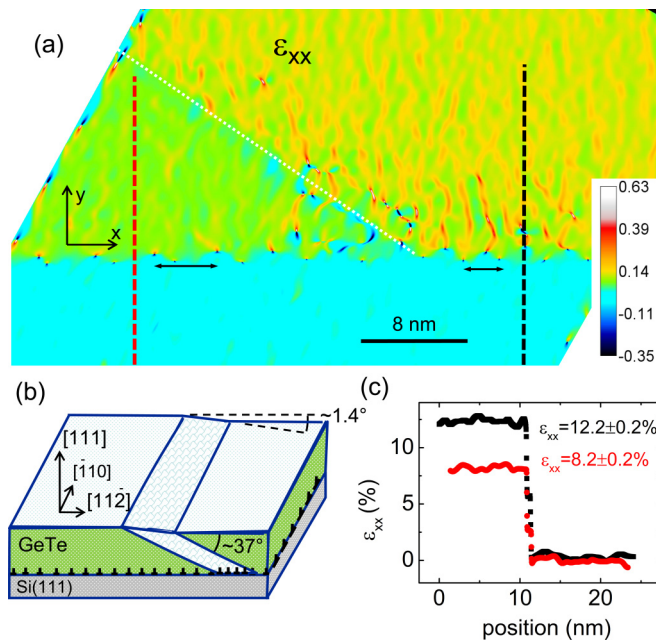 (a)
εxx
y
x
8 nm
0.63
0.39
0.14
-0.11
-0.35
(b)
1.4°
[111]
[1̄10]
[112̄]
GeTe
~37°
Si(111)
(c)
εxx=12.2±0.2%
εxx=8.2±0.2%
10
5
0
εxx (%)
0 10 20
position (nm)